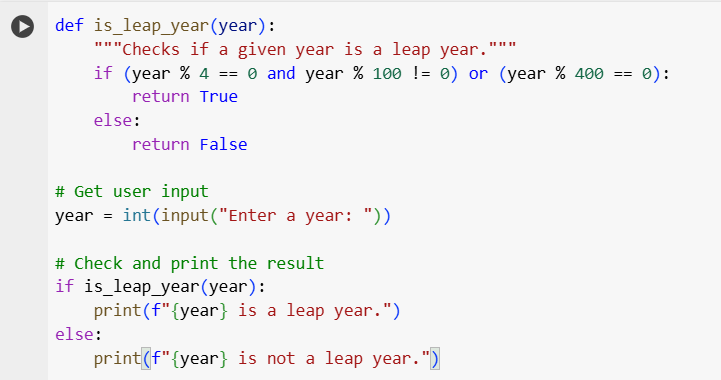 def is_leap_year(year):
    """Checks if a given year is a leap year."""
    if (year % 4 == 0 and year % 100 != 0) or (year % 400 == 0):
        return True
    else:
        return False

# Get user input
year = int(input("Enter a year: "))

# Check and print the result
if is_leap_year(year):
    print(f"{year} is a leap year.")
else:
    print(f"{year} is not a leap year.")